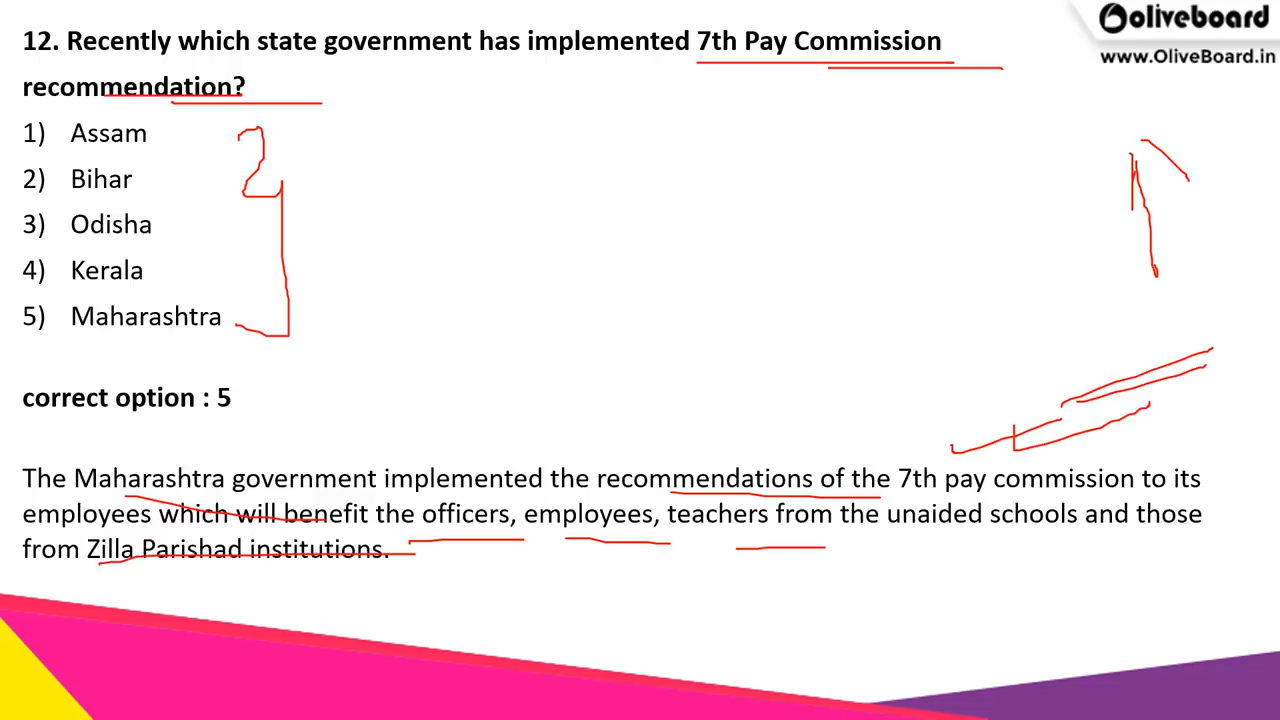 oliveboard
www.OliveBoard.in
12. Recently which state government has implemented 7th Pay Commission
recommendation?
1) Assam
2) Bihar
3) Odisha
4) Kerala
5) Maharashtra
correct option : 5
The Maharashtra government implemented the recommendations of the 7th pay commission to its
employees which will benefit the officers, employees, teachers from the unaided schools and those
from Zilla Parishad institutions.